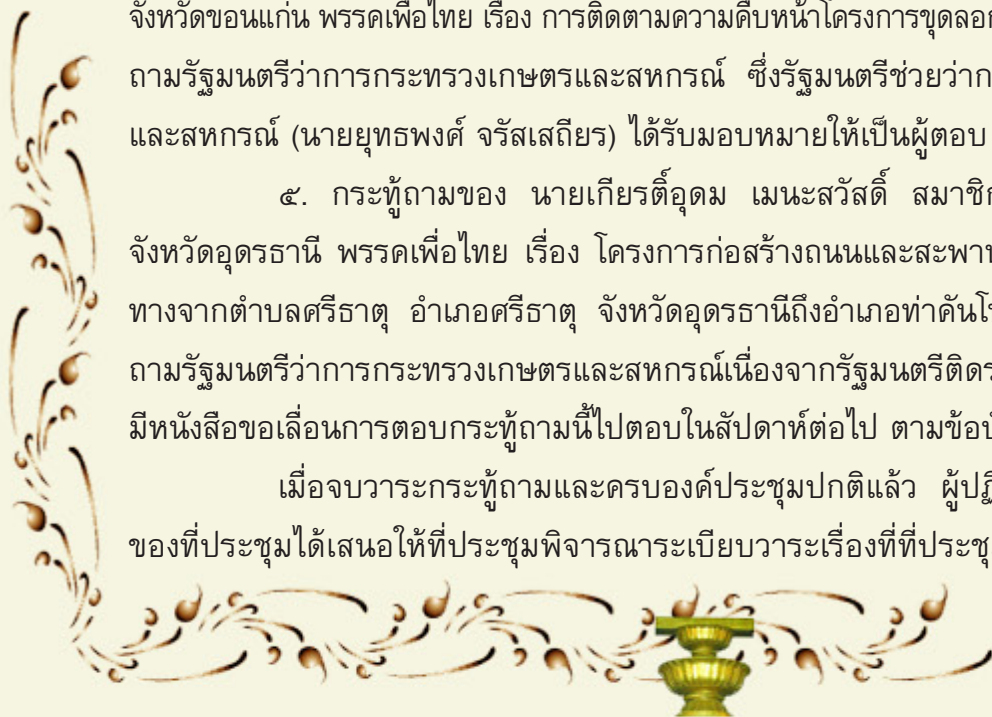 จังหวัดขอนแก่น พรรคเพื่อไทย เรื่อง การติดตามความคืบหน้าโครงการขุดลอก
ถามรัฐมนตรีว่าการกระทรวงเกษตรและสหกรณ์ ซึ่งรัฐมนตรีช่วยว่าก
และสหกรณ์ (นายยุทธพงศ์ จรัสเสถียร) ได้รับมอบหมายให้เป็นผู้ตอบ
๕. กระทู้ถามของ นายเกียรติ์อุดม เมนะสวัสดิ์ สมาชิก
จังหวัดอุดรธานี พรรคเพื่อไทย เรื่อง โครงการก่อสร้างถนนและสะพาน
ทางจากตำบลศรีธาตุ อำเภอศรีธาตุ จังหวัดอุดรธานีถึงอำเภอท่าคันโ
ถามรัฐมนตรีว่าการกระทรวงเกษตรและสหกรณ์เนื่องจากรัฐมนตรีติดร
มีหนังสือขอเลื่อนการตอบกระทู้ถามนี้ไปตอบในสัปดาห์ต่อไป ตามข้อบ
เมื่อจบวาระกระทู้ถามและครบองค์ประชุมปกติแล้ว ผู้ปฏิ
ของที่ประชุมได้เสนอให้ที่ประชุมพิจารณาระเบียบวาระเรื่องที่ที่ประชุ